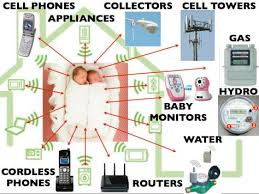 CELL PHONES
APPLIANCES
COLLECTORS
CELL TOWERS
GAS
BABY
MONITORS
HYDRO
WATER
CORDLESS
PHONES
ROUTERS